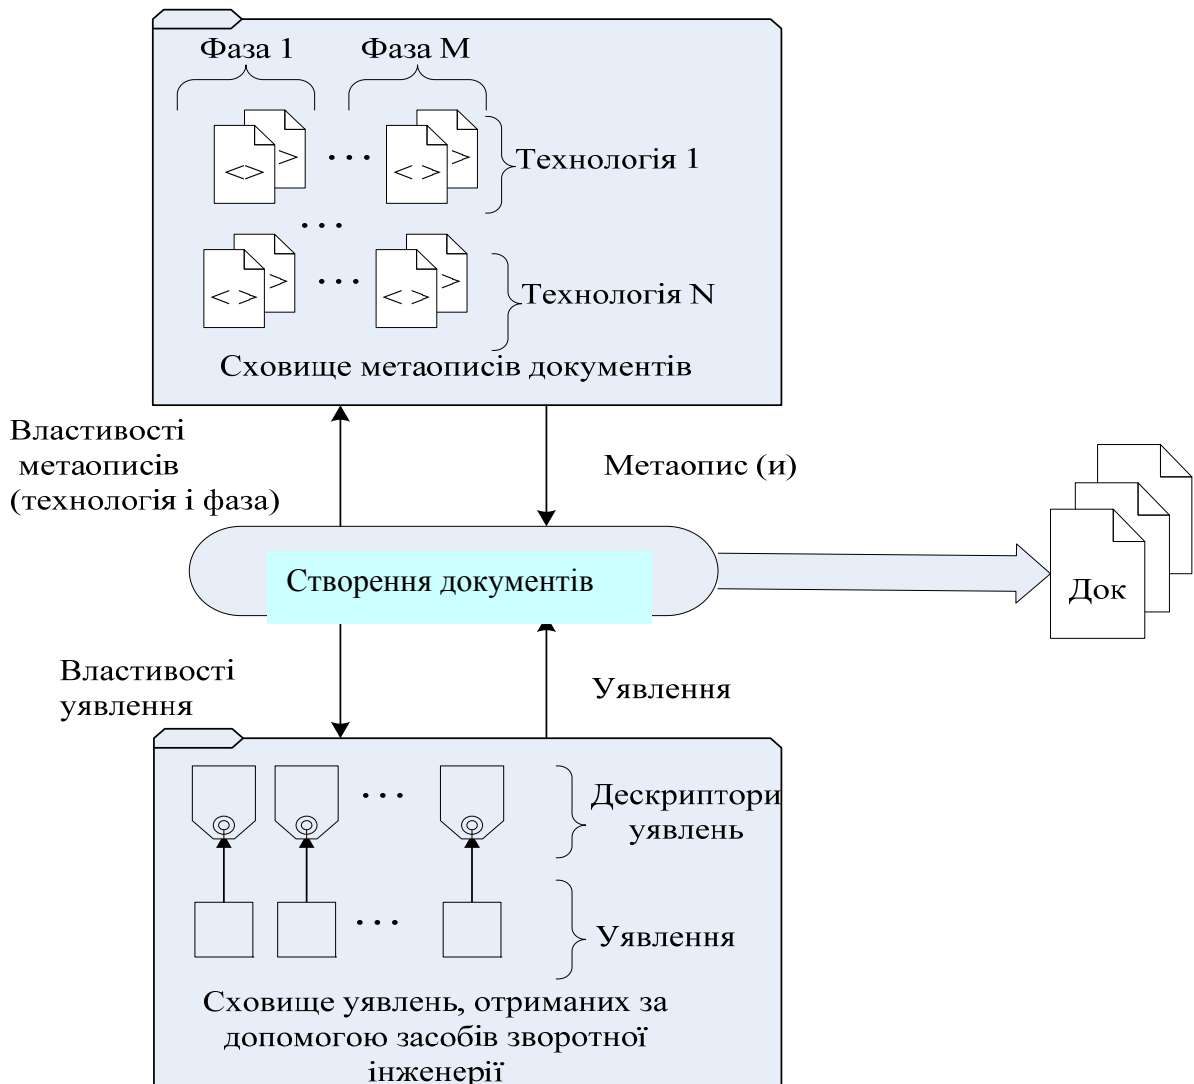 Фаза 1 Фаза М
<> > ... <> >
Технологія 1
...
<> > ... <> >
Технологія N
Сховище метаописів документів
Властивості
метаописів
(технологія і фаза)
Метаопис (и)
Створення документів
Док
Властивості
уявлення
Уявлення
...
Дескриптори
уявлень
...
Уявлення
Сховище уявлень, отриманих за
допомогою засобів зворотної
інженерії